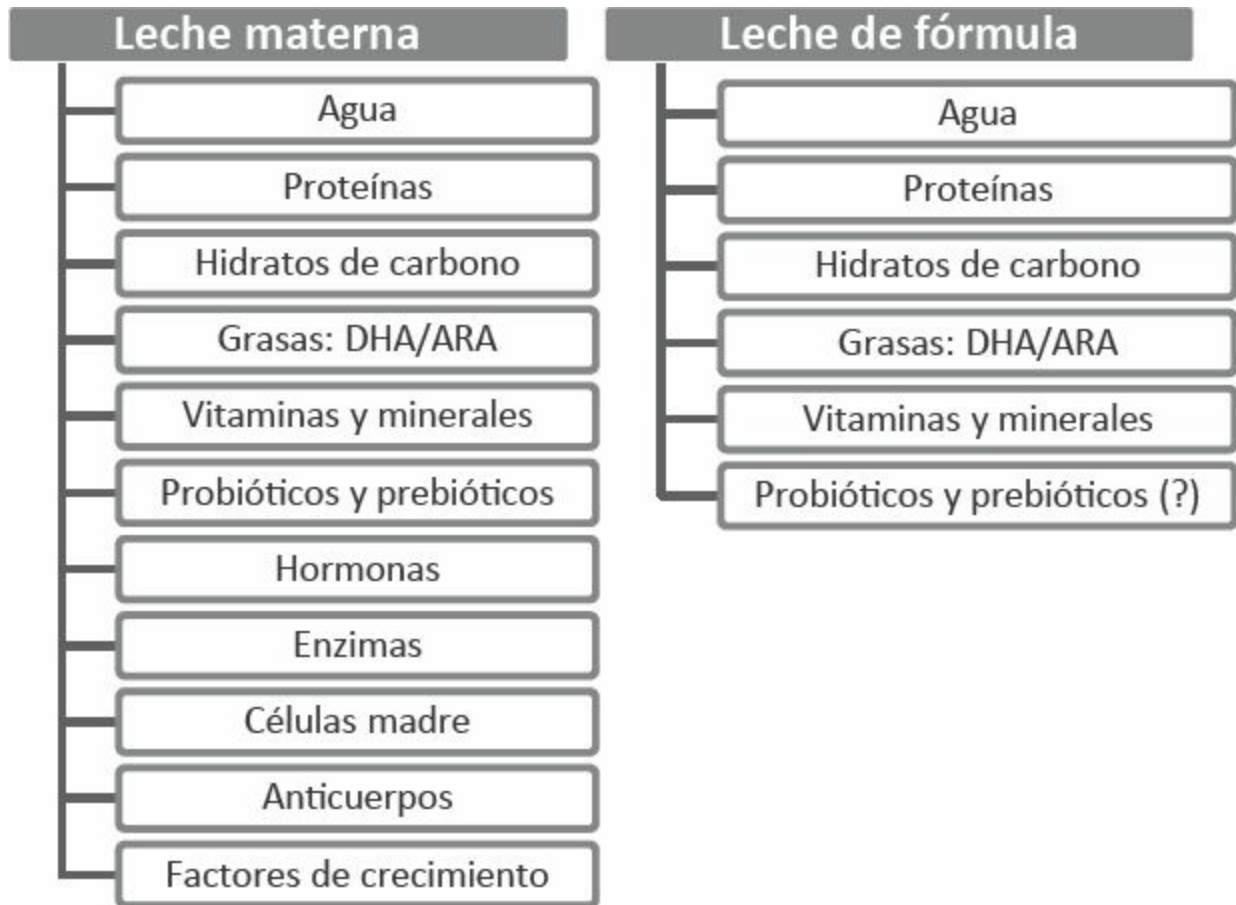 Leche materna
Agua
Proteínas
Hidratos de carbono
Grasas: DHA/ARA
Vitaminas y minerales
Probióticos y prebióticos
Hormonas
Enzimas
Células madre
Anticuerpos
Factores de crecimiento
Leche de fórmula
Agua
Proteínas
Hidratos de carbono
Grasas: DHA/ARA
Vitaminas y minerales
Probióticos y prebióticos (?)